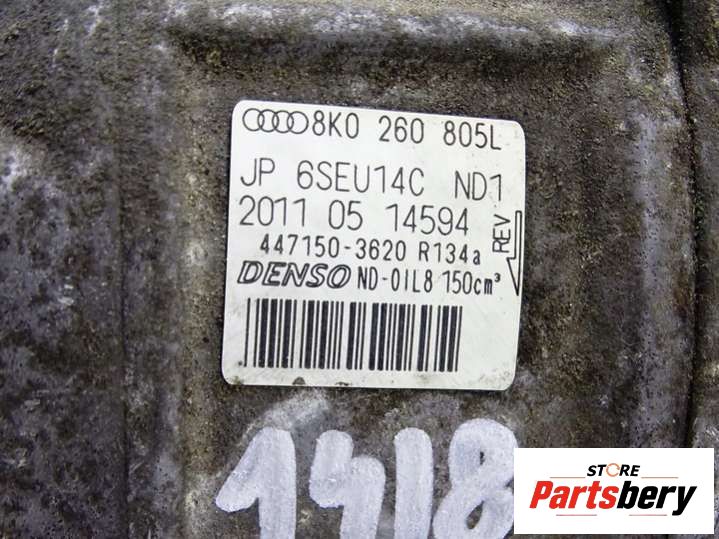 8K0 260 805L
JP 6SEU14C ND1
2011 05 14594
REV
447150-3620 R134a
DENSO ND-OIL8 150cm³
1418
STORE
Partsbery